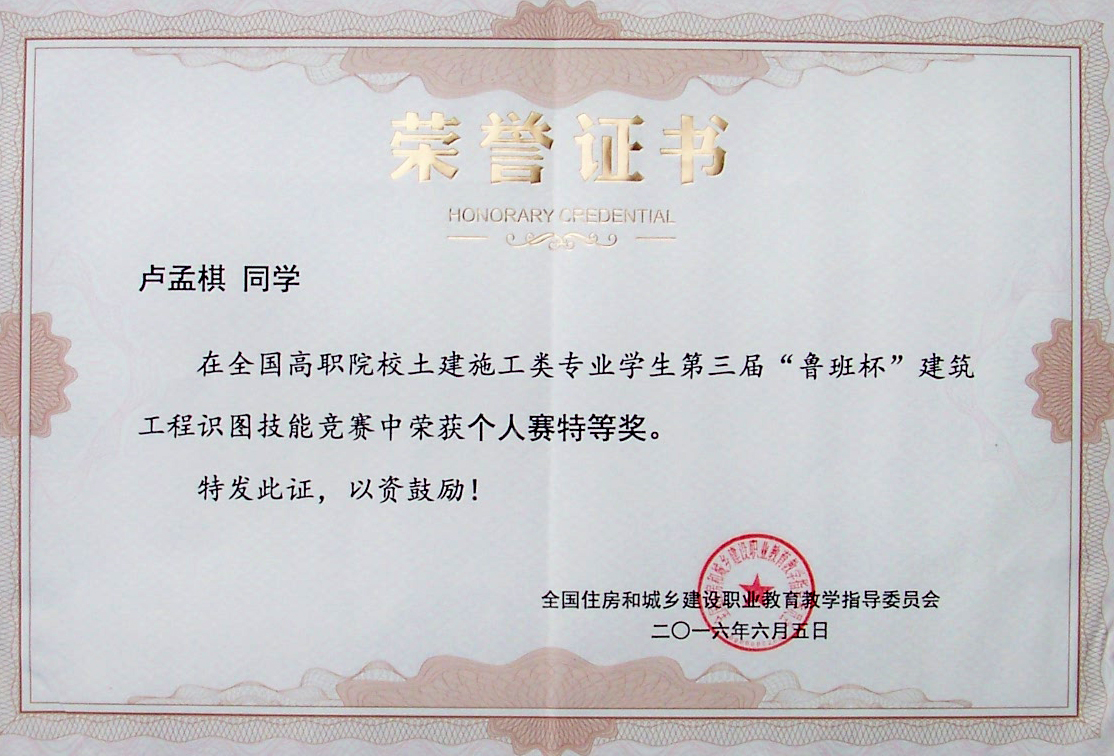 荣誉证书
HONORARY CREDENTIAL
卢孟棋 同学
在全国高职院校土建施工类专业学生第三届“鲁班杯”建筑
工程识图技能竞赛中荣获个人赛特等奖。
特发此证，以资鼓励！
全国住房和城乡建设职业教育教学指导委员会
二〇一六年六月五日